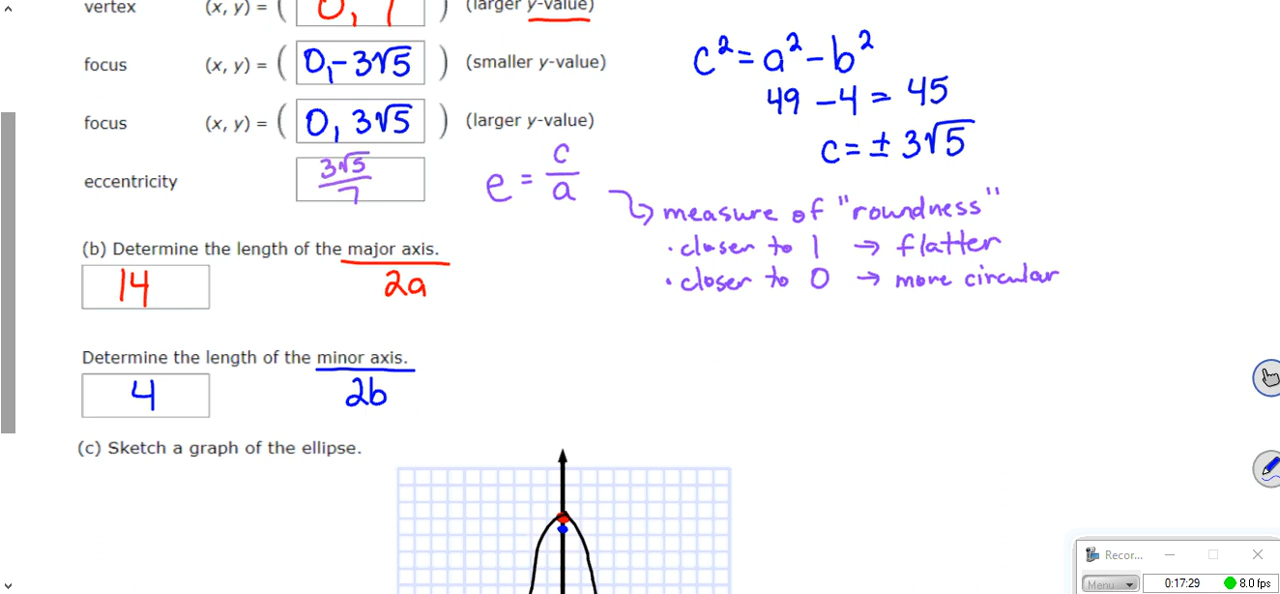 vertex (x, y) = ( 0, 7 (larger y-value)
focus (x, y) = ( 0, -3√5 ) (smaller y-value)
focus (x, y) = ( 0, 3√5 ) (larger y-value)
eccentricity 3√5/7
e = c/a
c² = a² - b²
49 - 4 = 45
c = ± 3√5
measure of "roundness"
· closer to 1 → flatter
· closer to 0 → more circular
(b) Determine the length of the major axis.
14 2a
Determine the length of the minor axis.
4 2b
(c) Sketch a graph of the ellipse.
Recor...
Menu 0:17:29 8.0 fps